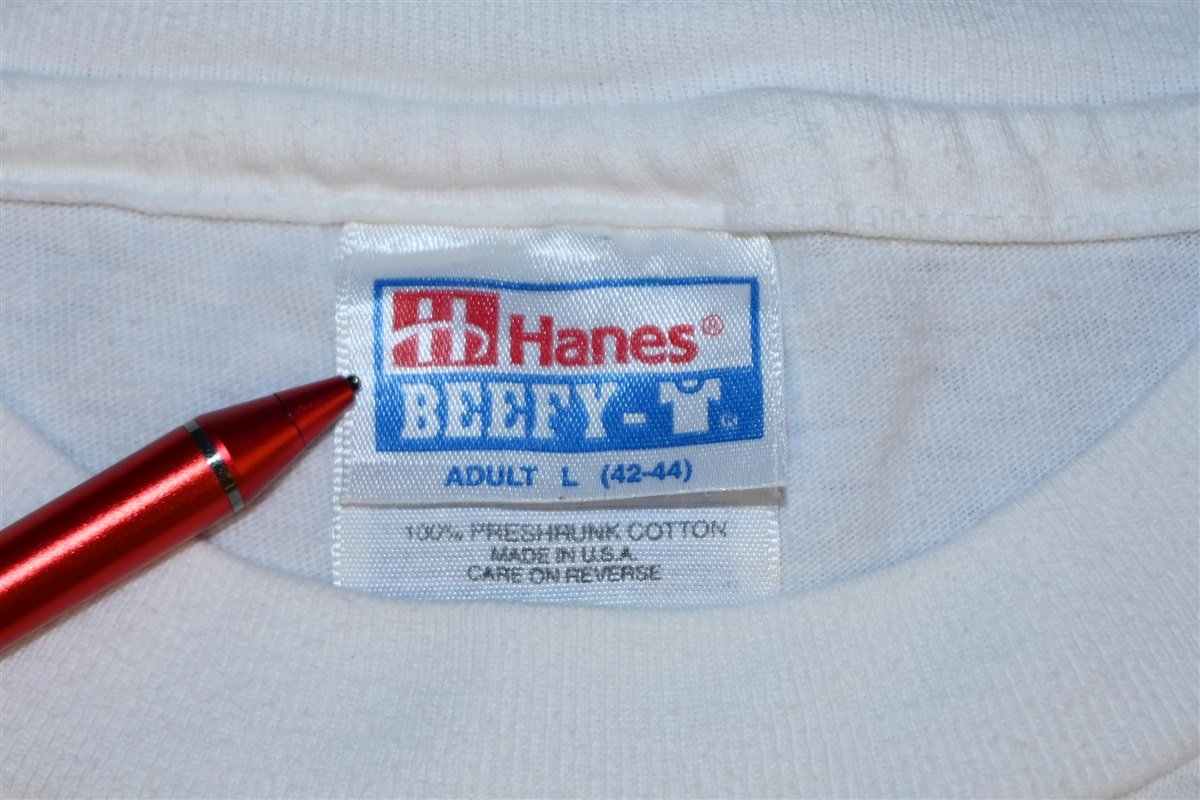 Hanes®
BEEFY-T®
ADULT L (42-44)
100% PRESHRUNK COTTON
MADE IN U.S.A.
CARE ON REVERSE